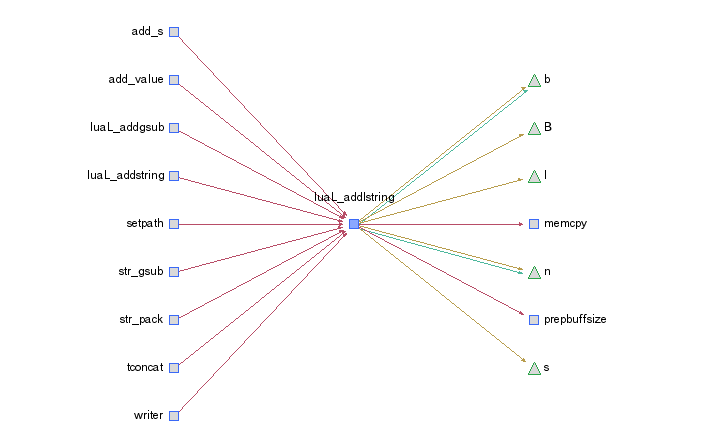 add_s
add_value
luaL_addgsub
luaL_addstring
setpath
str_gsub
str_pack
tconcat
writer
luaL_addlstring
b
B
l
memcpy
n
prepbuffsize
s